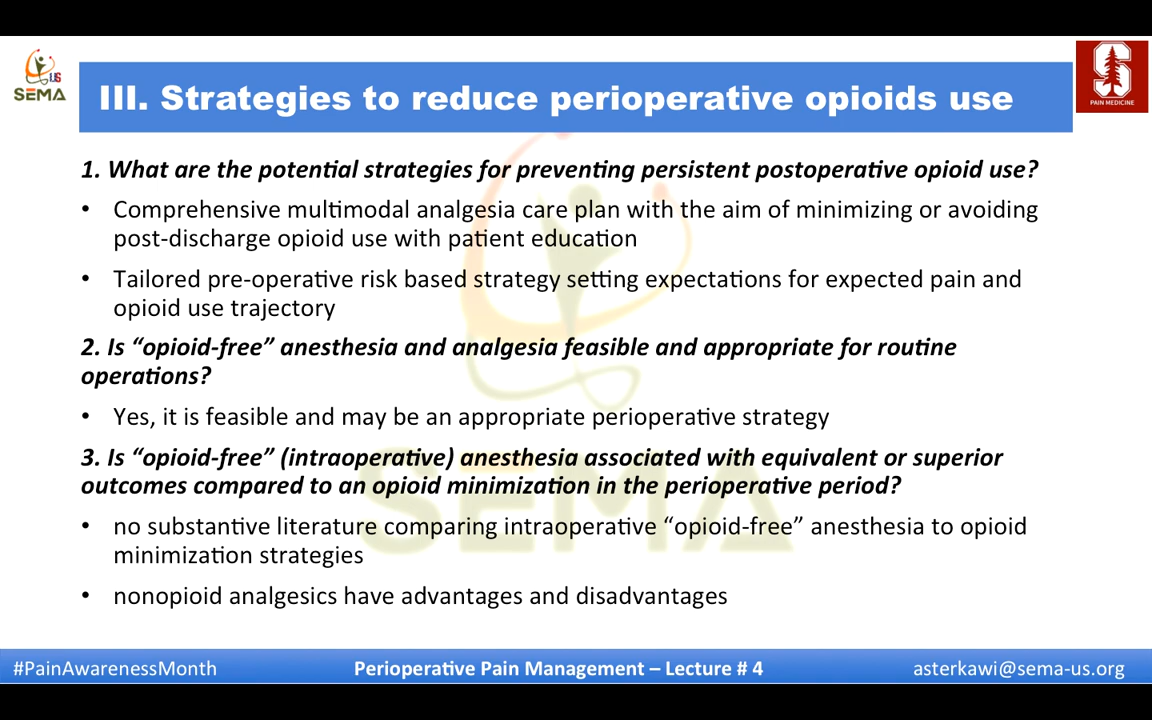 US
SEMA
III. Strategies to reduce perioperative opioids use
S
PAIN MEDICINE
1. What are the potential strategies for preventing persistent postoperative opioid use?
• Comprehensive multimodal analgesia care plan with the aim of minimizing or avoiding
post-discharge opioid use with patient education
• Tailored pre-operative risk based strategy setting expectations for expected pain and
opioid use trajectory
2. Is “opioid-free” anesthesia and analgesia feasible and appropriate for routine
operations?
• Yes, it is feasible and may be an appropriate perioperative strategy
3. Is “opioid-free” (intraoperative) anesthesia associated with equivalent or superior
outcomes compared to an opioid minimization in the perioperative period?
• no substantive literature comparing intraoperative “opioid-free” anesthesia to opioid
minimization strategies
• nonopioid analgesics have advantages and disadvantages
SEMA
#PainAwarenessMonth
Perioperative Pain Management – Lecture # 4
asterkawi@sema-us.org